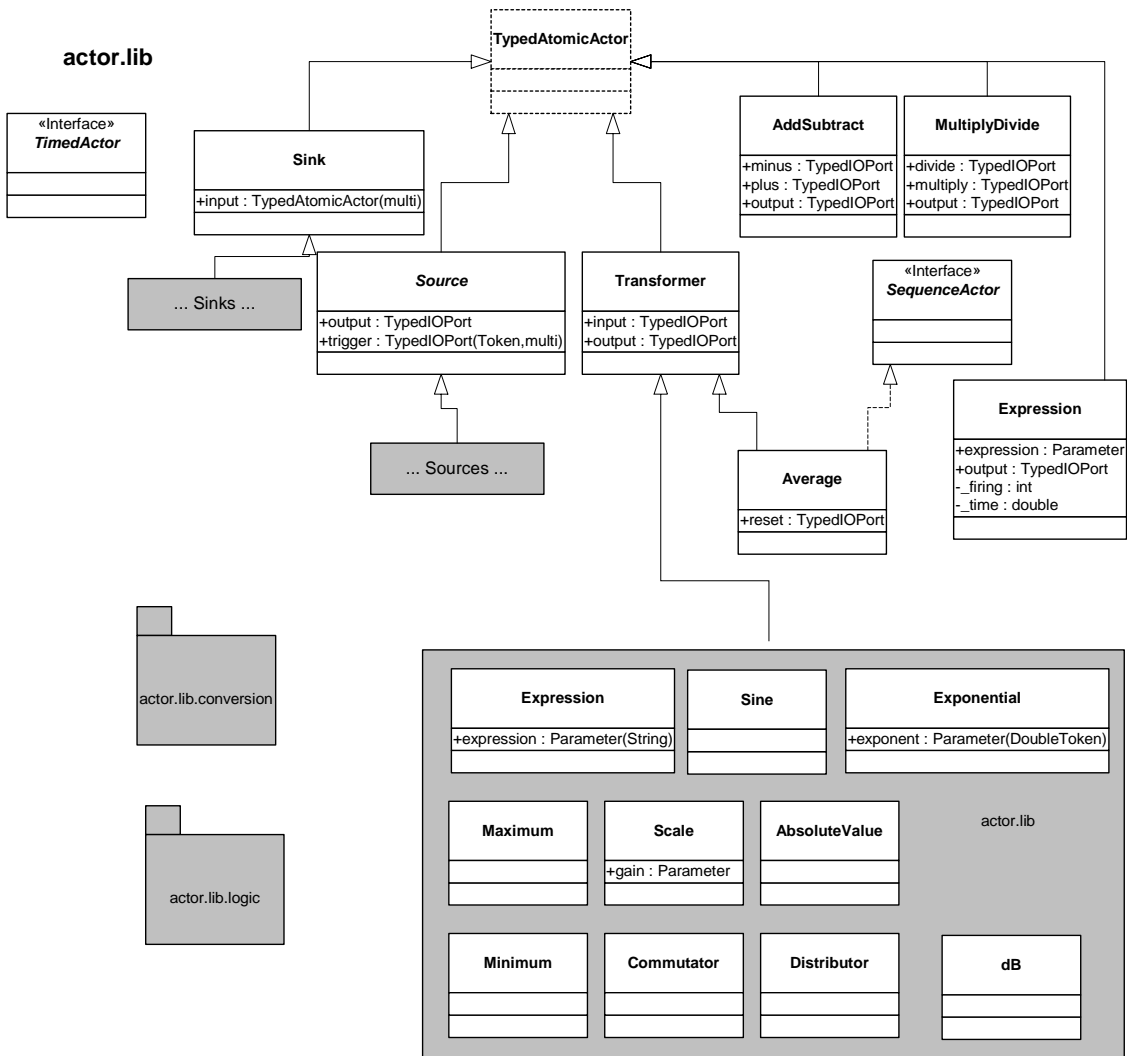 actor.lib
TypedAtomicActor
«Interface»
TimedActor
Sink
+input : TypedAtomicActor(multi)
AddSubtract
+minus : TypedIOPort
+plus : TypedIOPort
+output : TypedIOPort
MultiplyDivide
+divide : TypedIOPort
+multiply : TypedIOPort
+output : TypedIOPort
... Sinks ...
Source
+output : TypedIOPort
+trigger : TypedIOPort(Token,multi)
Transformer
+input : TypedIOPort
+output : TypedIOPort
«Interface»
SequenceActor
Expression
+expression : Parameter
+output : TypedIOPort
-_firing : int
-_time : double
... Sources ...
Average
+reset : TypedIOPort
actor.lib.conversion
actor.lib.logic
Expression
+expression : Parameter(String)
Sine
Exponential
+exponent : Parameter(DoubleToken)
Maximum
Scale
+gain : Parameter
AbsoluteValue
actor.lib
Minimum
Commutator
Distributor
dB